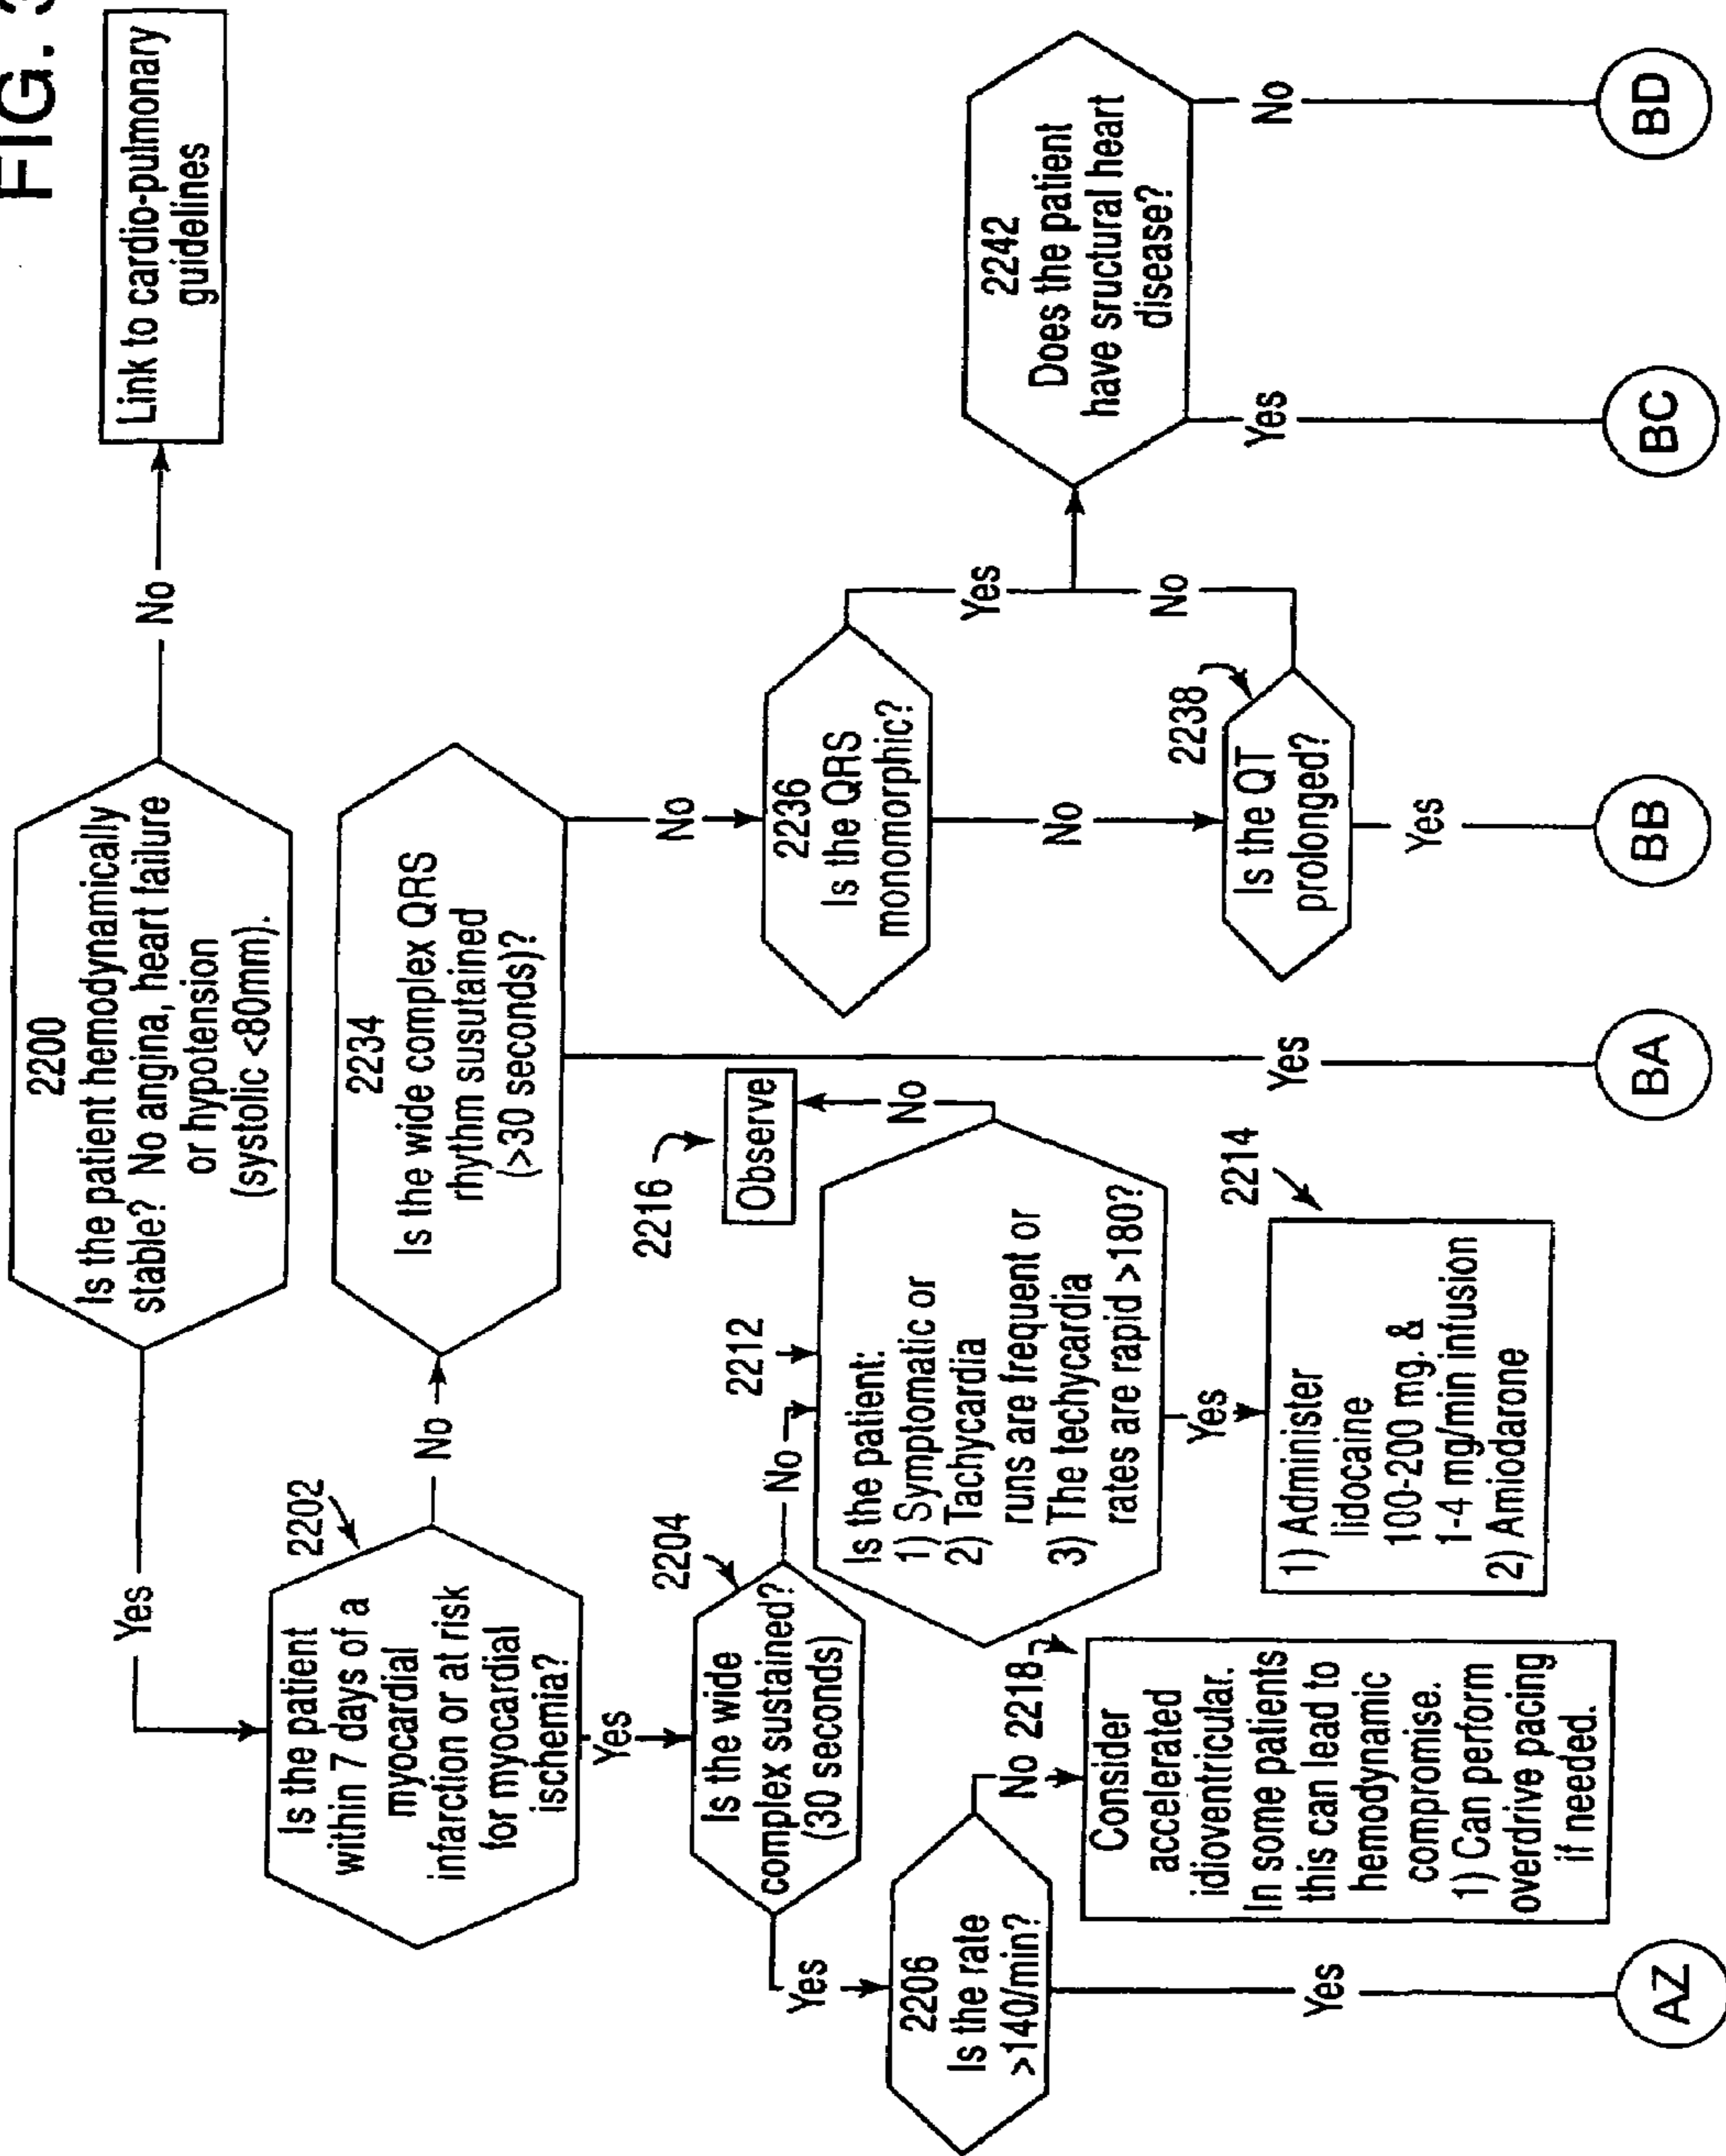 FIG. 3
2200
Is the patient hemodynamically
stable? No angina, heart failure
or hypotension
(systolic <80mm).
No
Link to cardio-pulmonary
guidelines
Yes
2202
Is the patient
within 7 days of a
myocardial
infarction or at risk
for myocardial
ischemia?
No
2234
Is the wide complex QRS
rhythm susutained
(>30 seconds)?
Yes
2204
Is the wide
complex sustained?
(30 seconds)
No
2212
Is the patient:
1) Symptomatic or
2) Tachycardia
runs are frequent or
3) The techycardia
rates are rapid >180?
No
2216
Observe
Yes
2214
1) Administer
lidocaine
100-200 mg. &
1-4 mg/min infusion
2) Amiodarone
Yes
2206
Is the rate
>140/min?
No
2218
Consider
accelerated
idioventricular.
In some patients
this can lead to
hemodynamic
compromise.
1) Can perform
overdrive pacing
if needed.
Yes
AZ
Yes
BA
No
2236
Is the QRS
monomorphic?
Yes
No
2238
Is the QT
prolonged?
No
Yes
BB
2242
Does the patient
have sructural heart
disease?
Yes
BC
No
BD